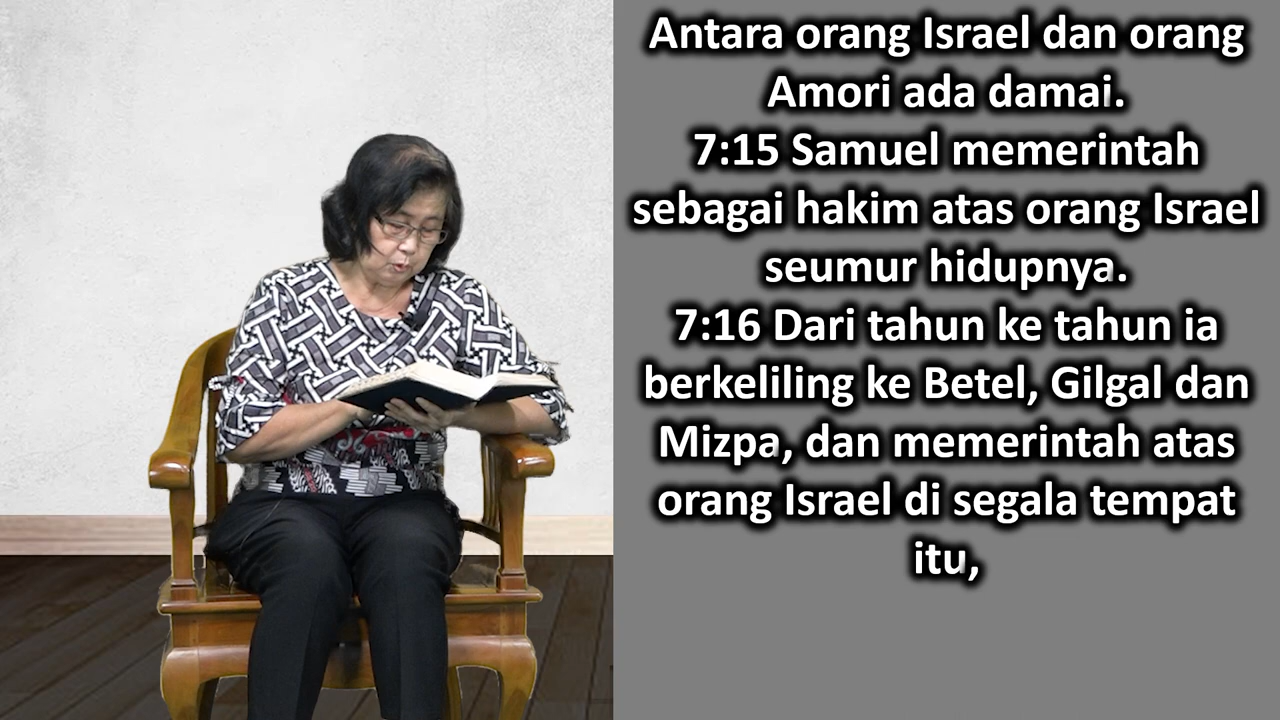 Antara orang Israel dan orang
Amori ada damai.
7:15 Samuel memerintah
sebagai hakim atas orang Israel
seumur hidupnya.
7:16 Dari tahun ke tahun ia
berkeliling ke Betel, Gilgal dan
Mizpa, dan memerintah atas
orang Israel di segala tempat
itu,